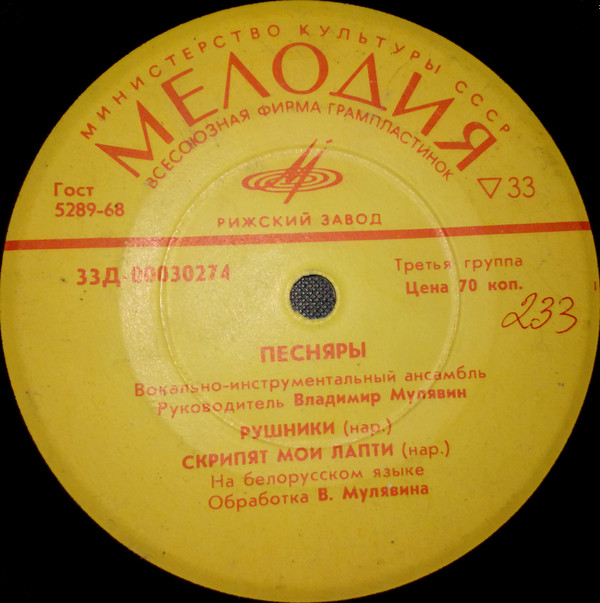 МИНИСТЕРСТВО КУЛЬТУРЫ СССР
МЕЛОДИЯ
ВСЕСОЮЗНАЯ ФИРМА ГРАМПЛАСТИНОК
Гост
5289-68
▽33
РИЖСКИЙ ЗАВОД
33Д-00030274
Третья группа
Цена 70 коп.
233
ПЕСНЯРЫ
Вокально-инструментальный ансамбль
Руководитель Владимир Мулявин
РУШНИКИ (нар.)
СКРИПЯТ МОИ ЛАПТИ (нар.)
На белорусском языке
Обработка В. Мулявина